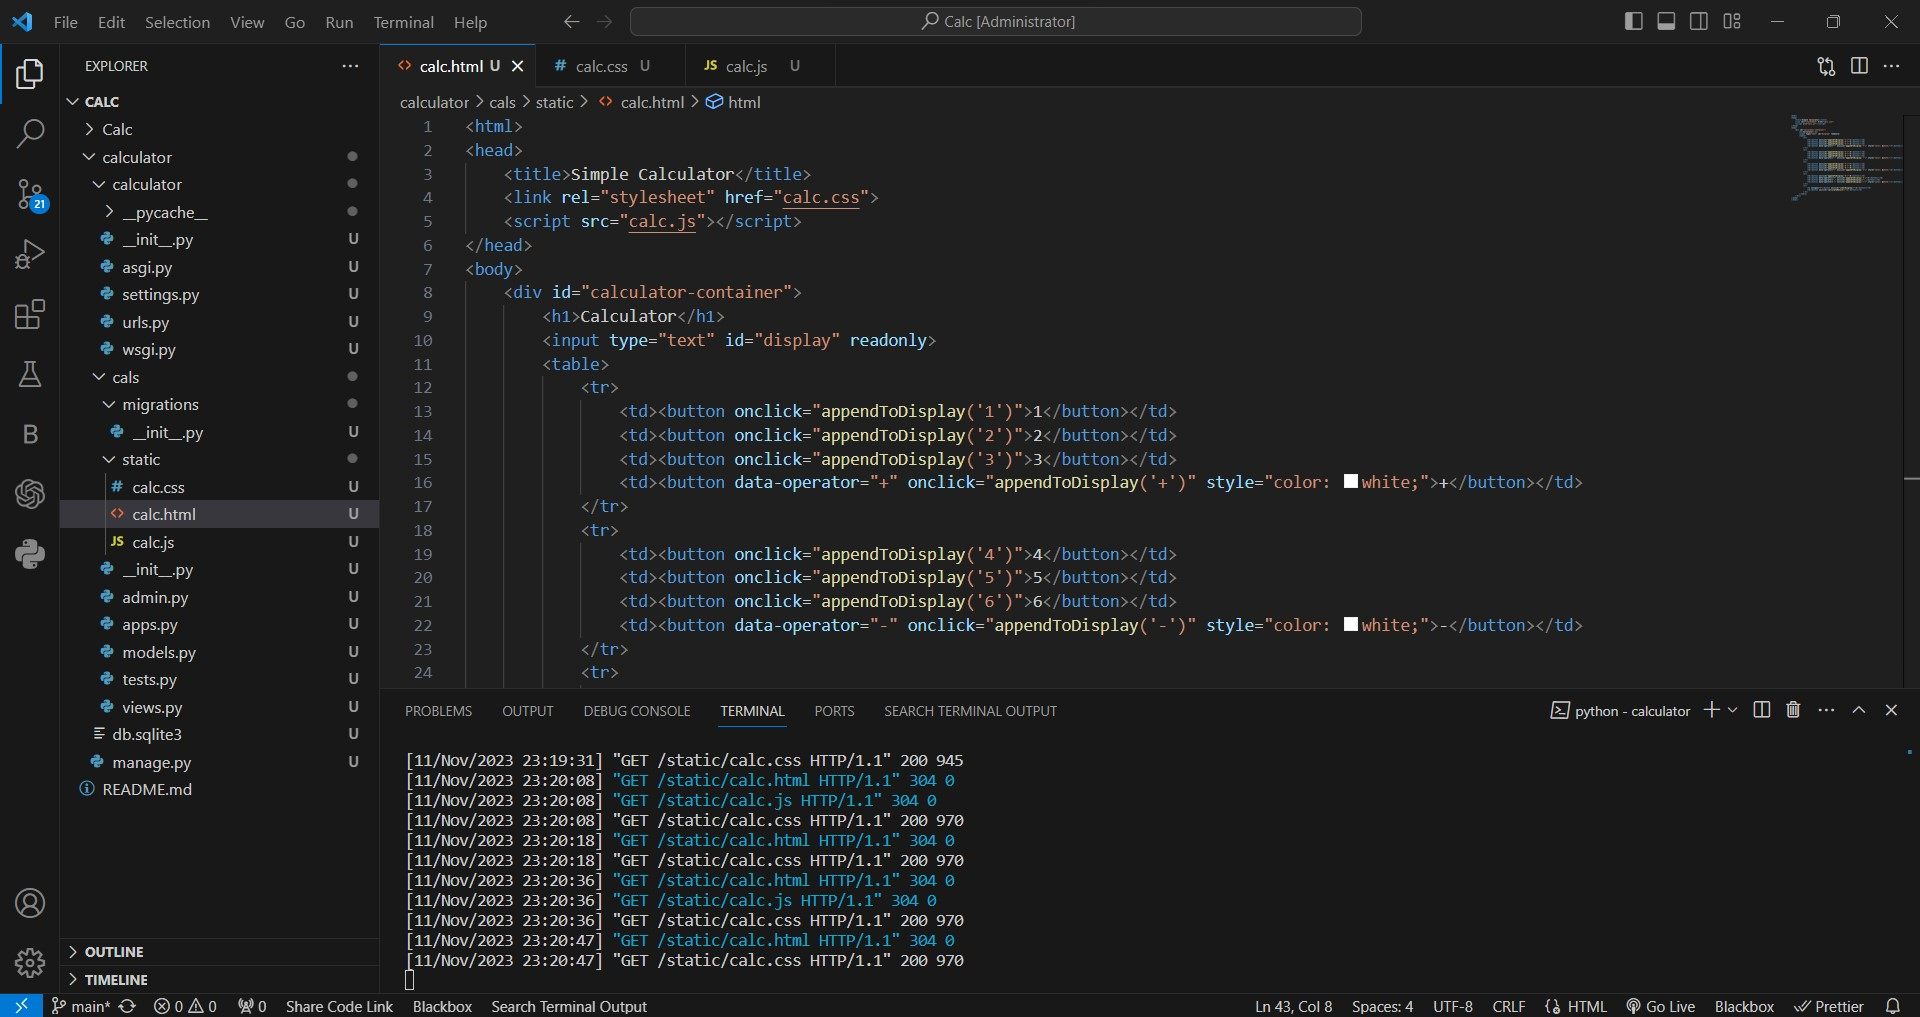 File Edit Selection View Go Run Terminal Help
Calc [Administrator]
EXPLORER
CALC
Calc
calculator
calculator
__pycache__
__init__.py U
asgi.py U
settings.py U
urls.py U
wsgi.py U
cals
migrations
__init__.py U
static
# calc.css U
<> calc.html U
JS calc.js U
__init__.py U
admin.py U
apps.py U
models.py U
tests.py U
views.py U
db.sqlite3 U
manage.py U
README.md
OUTLINE
TIMELINE
21
B
<> calc.html U # calc.css U JS calc.js U
calculator > cals > static > <> calc.html > html
1 <html>
2 <head>
3 <title>Simple Calculator</title>
4 <link rel="stylesheet" href="calc.css">
5 <script src="calc.js"></script>
6 </head>
7 <body>
8 <div id="calculator-container">
9 <h1>Calculator</h1>
10 <input type="text" id="display" readonly>
11 <table>
12 <tr>
13 <td><button onclick="appendToDisplay('1')">1</button></td>
14 <td><button onclick="appendToDisplay('2')">2</button></td>
15 <td><button onclick="appendToDisplay('3')">3</button></td>
16 <td><button data-operator="+" onclick="appendToDisplay('+')" style="color: white;">+</button></td>
17 </tr>
18 <tr>
19 <td><button onclick="appendToDisplay('4')">4</button></td>
20 <td><button onclick="appendToDisplay('5')">5</button></td>
21 <td><button onclick="appendToDisplay('6')">6</button></td>
22 <td><button data-operator="-" onclick="appendToDisplay('-')" style="color: white;">-</button></td>
23 </tr>
24 <tr>
PROBLEMS OUTPUT DEBUG CONSOLE TERMINAL PORTS SEARCH TERMINAL OUTPUT
python - calculator
[11/Nov/2023 23:19:31] "GET /static/calc.css HTTP/1.1" 200 945
[11/Nov/2023 23:20:08] "GET /static/calc.html HTTP/1.1" 304 0
[11/Nov/2023 23:20:08] "GET /static/calc.js HTTP/1.1" 304 0
[11/Nov/2023 23:20:08] "GET /static/calc.css HTTP/1.1" 200 970
[11/Nov/2023 23:20:18] "GET /static/calc.html HTTP/1.1" 304 0
[11/Nov/2023 23:20:18] "GET /static/calc.css HTTP/1.1" 200 970
[11/Nov/2023 23:20:36] "GET /static/calc.html HTTP/1.1" 304 0
[11/Nov/2023 23:20:36] "GET /static/calc.js HTTP/1.1" 304 0
[11/Nov/2023 23:20:36] "GET /static/calc.css HTTP/1.1" 200 970
[11/Nov/2023 23:20:47] "GET /static/calc.html HTTP/1.1" 304 0
[11/Nov/2023 23:20:47] "GET /static/calc.css HTTP/1.1" 200 970
main* 0 0 0 Share Code Link Blackbox Search Terminal Output
Ln 43, Col 8 Spaces: 4 UTF-8 CRLF {} HTML Go Live Blackbox Prettier